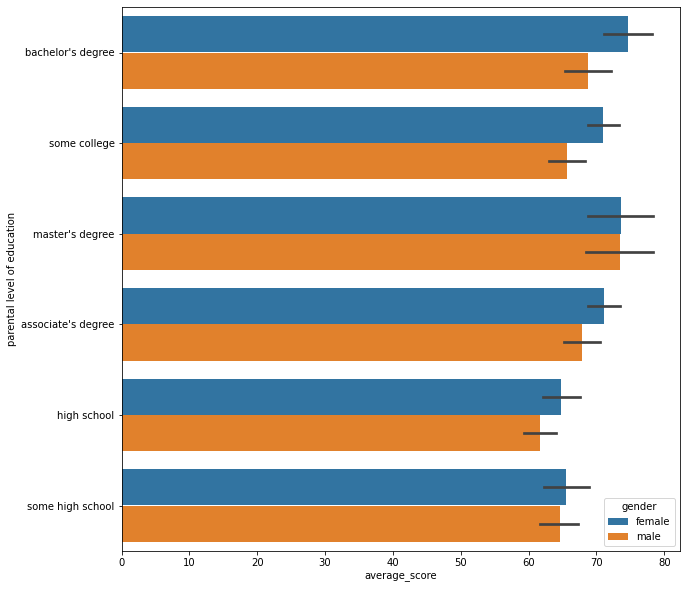 parental level of education
bachelor's degree
some college
master's degree
associate's degree
high school
some high school
gender
female
male
0 10 20 30 40 50 60 70 80
average_score